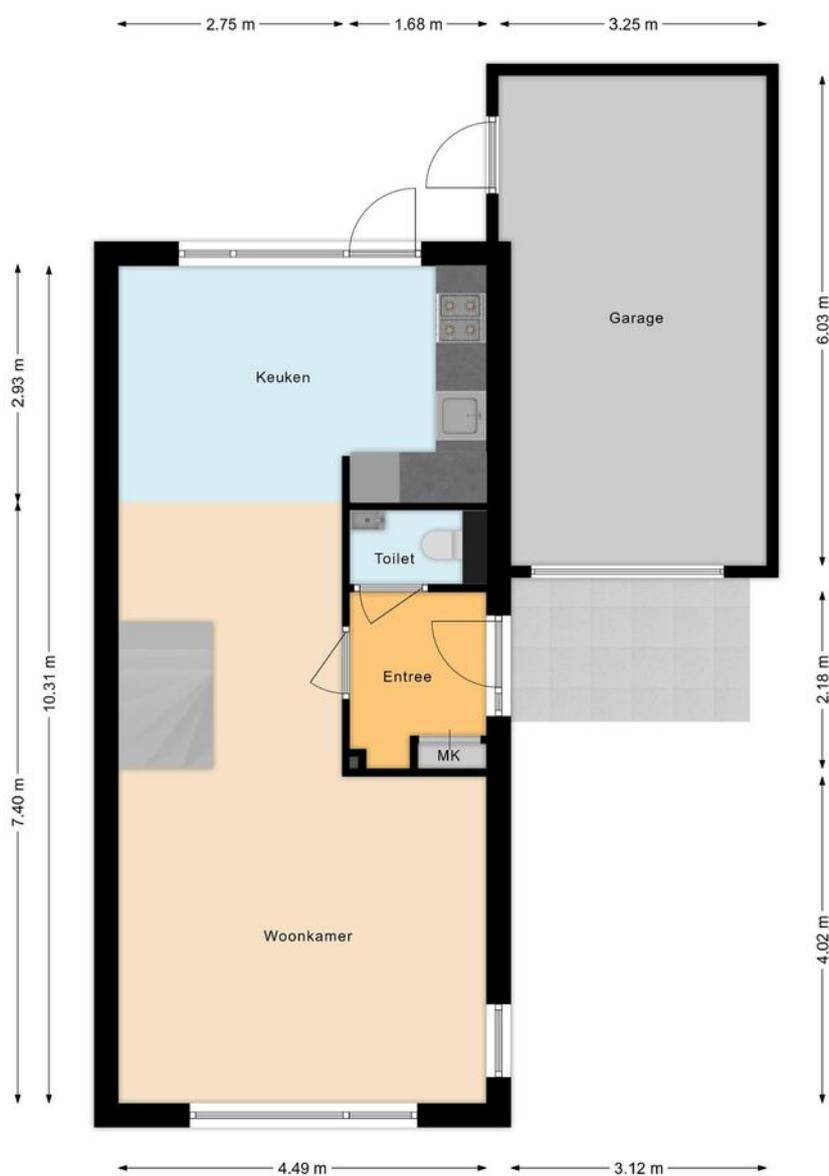 2.75 m
1.68 m
3.25 m
Garage
6.03 m
2.93 m
Keuken
Toilet
10.31 m
Entree
2.18 m
MK
7.40 m
Woonkamer
4.02 m
4.49 m
3.12 m